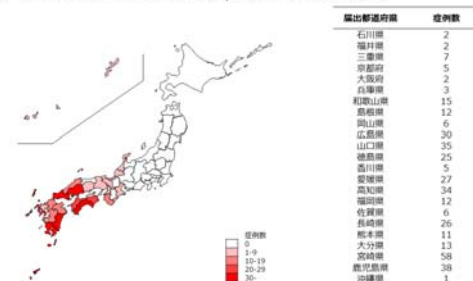 届出都道府県 症例数
石川県 2
福井県 2
三重県 7
京都府 5
大阪府 2
兵庫県 3
和歌山県 15
島根県 12
岡山県 6
広島県 30
山口県 35
徳島県 25
香川県 5
愛媛県 27
高知県 34
福岡県 12
佐賀県 6
長崎県 26
熊本県 11
大分県 13
宮崎県 58
鹿児島県 38
沖縄県 1
症例数
0
1-9
10-19
20-29
30-